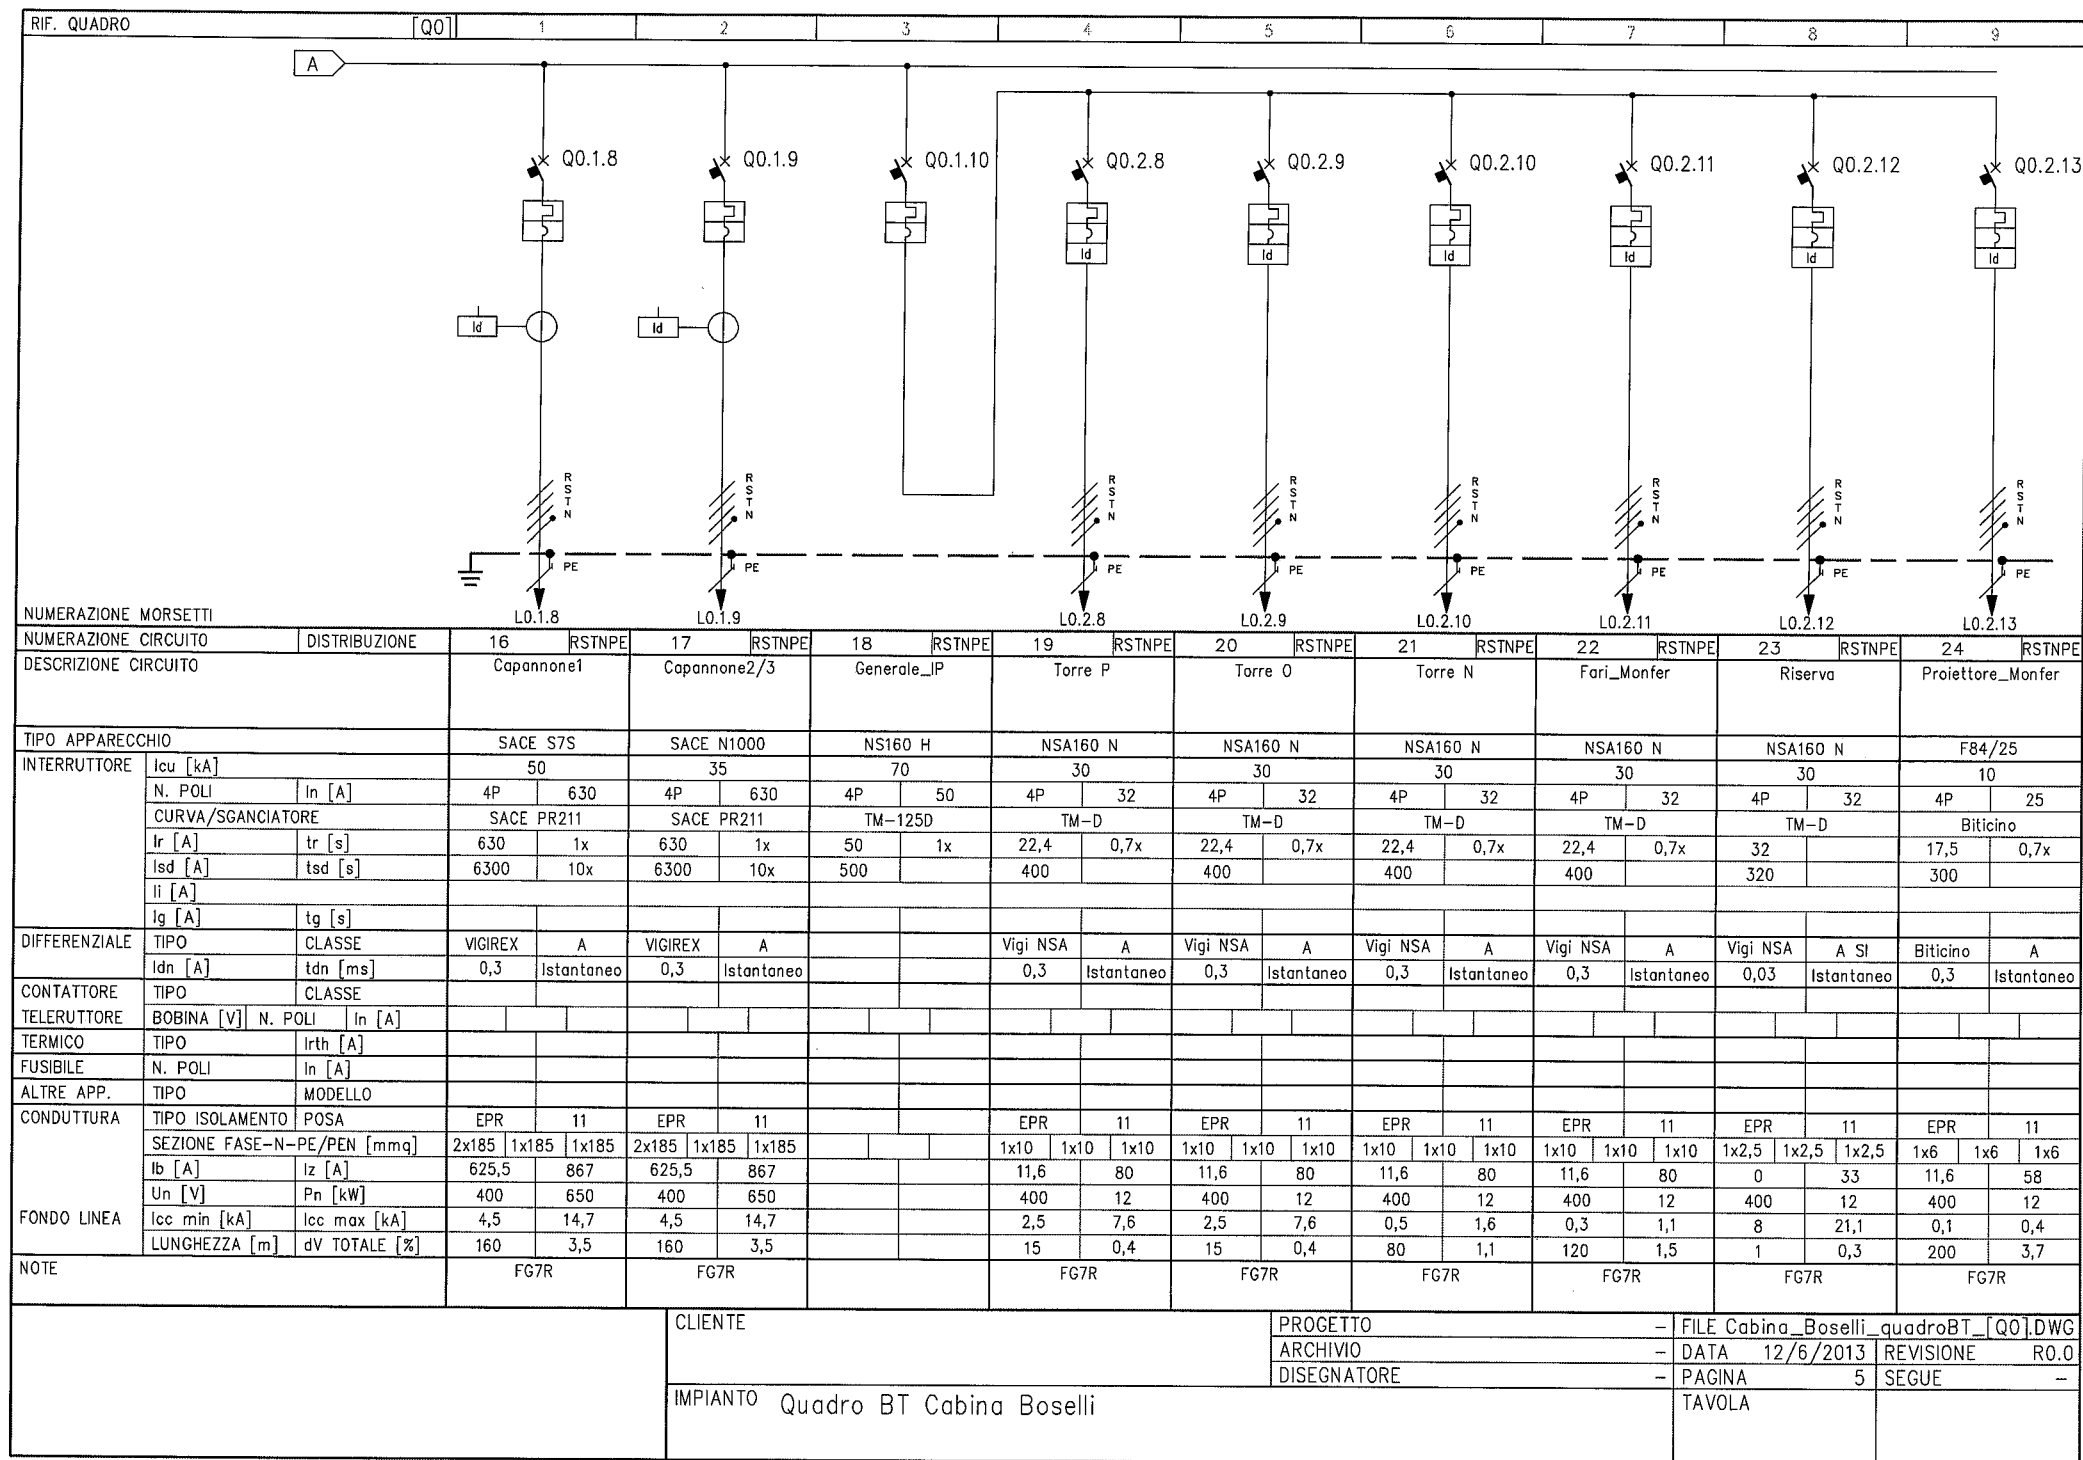 RIF. QUADRO [Q0] 1 2 3 4 5 6 7 8 9
A
Q0.1.8 Q0.1.9 Q0.1.10 Q0.2.8 Q0.2.9 Q0.2.10 Q0.2.11 Q0.2.12 Q0.2.13
Id Id Id Id Id Id
Id Id
R R R R R R R R
S S S S S S S S
T T T T T T T T
N N N N N N N N
PE PE PE PE PE PE PE PE
NUMERAZIONE MORSETTI L0.1.8 L0.1.9 L0.2.8 L0.2.9 L0.2.10 L0.2.11 L0.2.12 L0.2.13
NUMERAZIONE CIRCUITO DISTRIBUZIONE 16 RSTNPE 17 RSTNPE 18 RSTNPE 19 RSTNPE 20 RSTNPE 21 RSTNPE 22 RSTNPE 23 RSTNPE 24 RSTNPE
DESCRIZIONE CIRCUITO Capannone1 Capannone2/3 Generale_IP Torre P Torre O Torre N Fari_Monfer Riserva Proiettore_Monfer
TIPO APPARECCHIO SACE S7S SACE N1000 NS160 H NSA160 N NSA160 N NSA160 N NSA160 N NSA160 N F84/25
INTERRUTTORE Icu [kA] 50 35 70 30 30 30 30 30 10
N. POLI In [A] 4P 630 4P 630 4P 50 4P 32 4P 32 4P 32 4P 32 4P 32 4P 25
CURVA/SGANCIATORE SACE PR211 SACE PR211 TM-125D TM-D TM-D TM-D TM-D TM-D Biticino
Ir [A] tr [s] 630 1x 630 1x 50 1x 22,4 0,7x 22,4 0,7x 22,4 0,7x 22,4 0,7x 32 17,5 0,7x
Isd [A] tsd [s] 6300 10x 6300 10x 500 400 400 400 400 320 300
Ii [A]
Ig [A] tg [s]
DIFFERENZIALE TIPO CLASSE VIGIREX A VIGIREX A Vigi NSA A Vigi NSA A Vigi NSA A Vigi NSA A Vigi NSA A SI Biticino A
Idn [A] tdn [ms] 0,3 Istantaneo 0,3 Istantaneo 0,3 Istantaneo 0,3 Istantaneo 0,3 Istantaneo 0,3 Istantaneo 0,03 Istantaneo 0,3 Istantaneo
CONTATTORE TIPO CLASSE
TELERUTTORE BOBINA [V] N. POLI In [A]
TERMICO TIPO Irth [A]
FUSIBILE N. POLI In [A]
ALTRE APP. TIPO MODELLO
CONDUTTURA TIPO ISOLAMENTO POSA EPR 11 EPR 11 EPR 11 EPR 11 EPR 11 EPR 11 EPR 11 EPR 11
SEZIONE FASE-N-PE/PEN [mmq] 2x185 1x185 1x185 2x185 1x185 1x185 1x10 1x10 1x10 1x10 1x10 1x10 1x10 1x10 1x10 1x10 1x10 1x10 1x2,5 1x2,5 1x2,5 1x6 1x6 1x6
Ib [A] Iz [A] 625,5 867 625,5 867 11,6 80 11,6 80 11,6 80 11,6 80 0 33 11,6 58
Un [V] Pn [kW] 400 650 400 650 400 12 400 12 400 12 400 12 400 12 400 12
FONDO LINEA Icc min [kA] Icc max [kA] 4,5 14,7 4,5 14,7 2,5 7,6 2,5 7,6 0,5 1,6 0,3 1,1 8 21,1 0,1 0,4
LUNGHEZZA [m] dV TOTALE [%] 160 3,5 160 3,5 15 0,4 15 0,4 80 1,1 120 1,5 1 0,3 200 3,7
NOTE FG7R FG7R FG7R FG7R FG7R FG7R FG7R FG7R
CLIENTE PROGETTO - FILE Cabina_Boselli_quadroBT_[Q0].DWG
ARCHIVIO - DATA 12/6/2013 REVISIONE R0.0
DISEGNATORE - PAGINA 5 SEGUE -
IMPIANTO Quadro BT Cabina Boselli TAVOLA